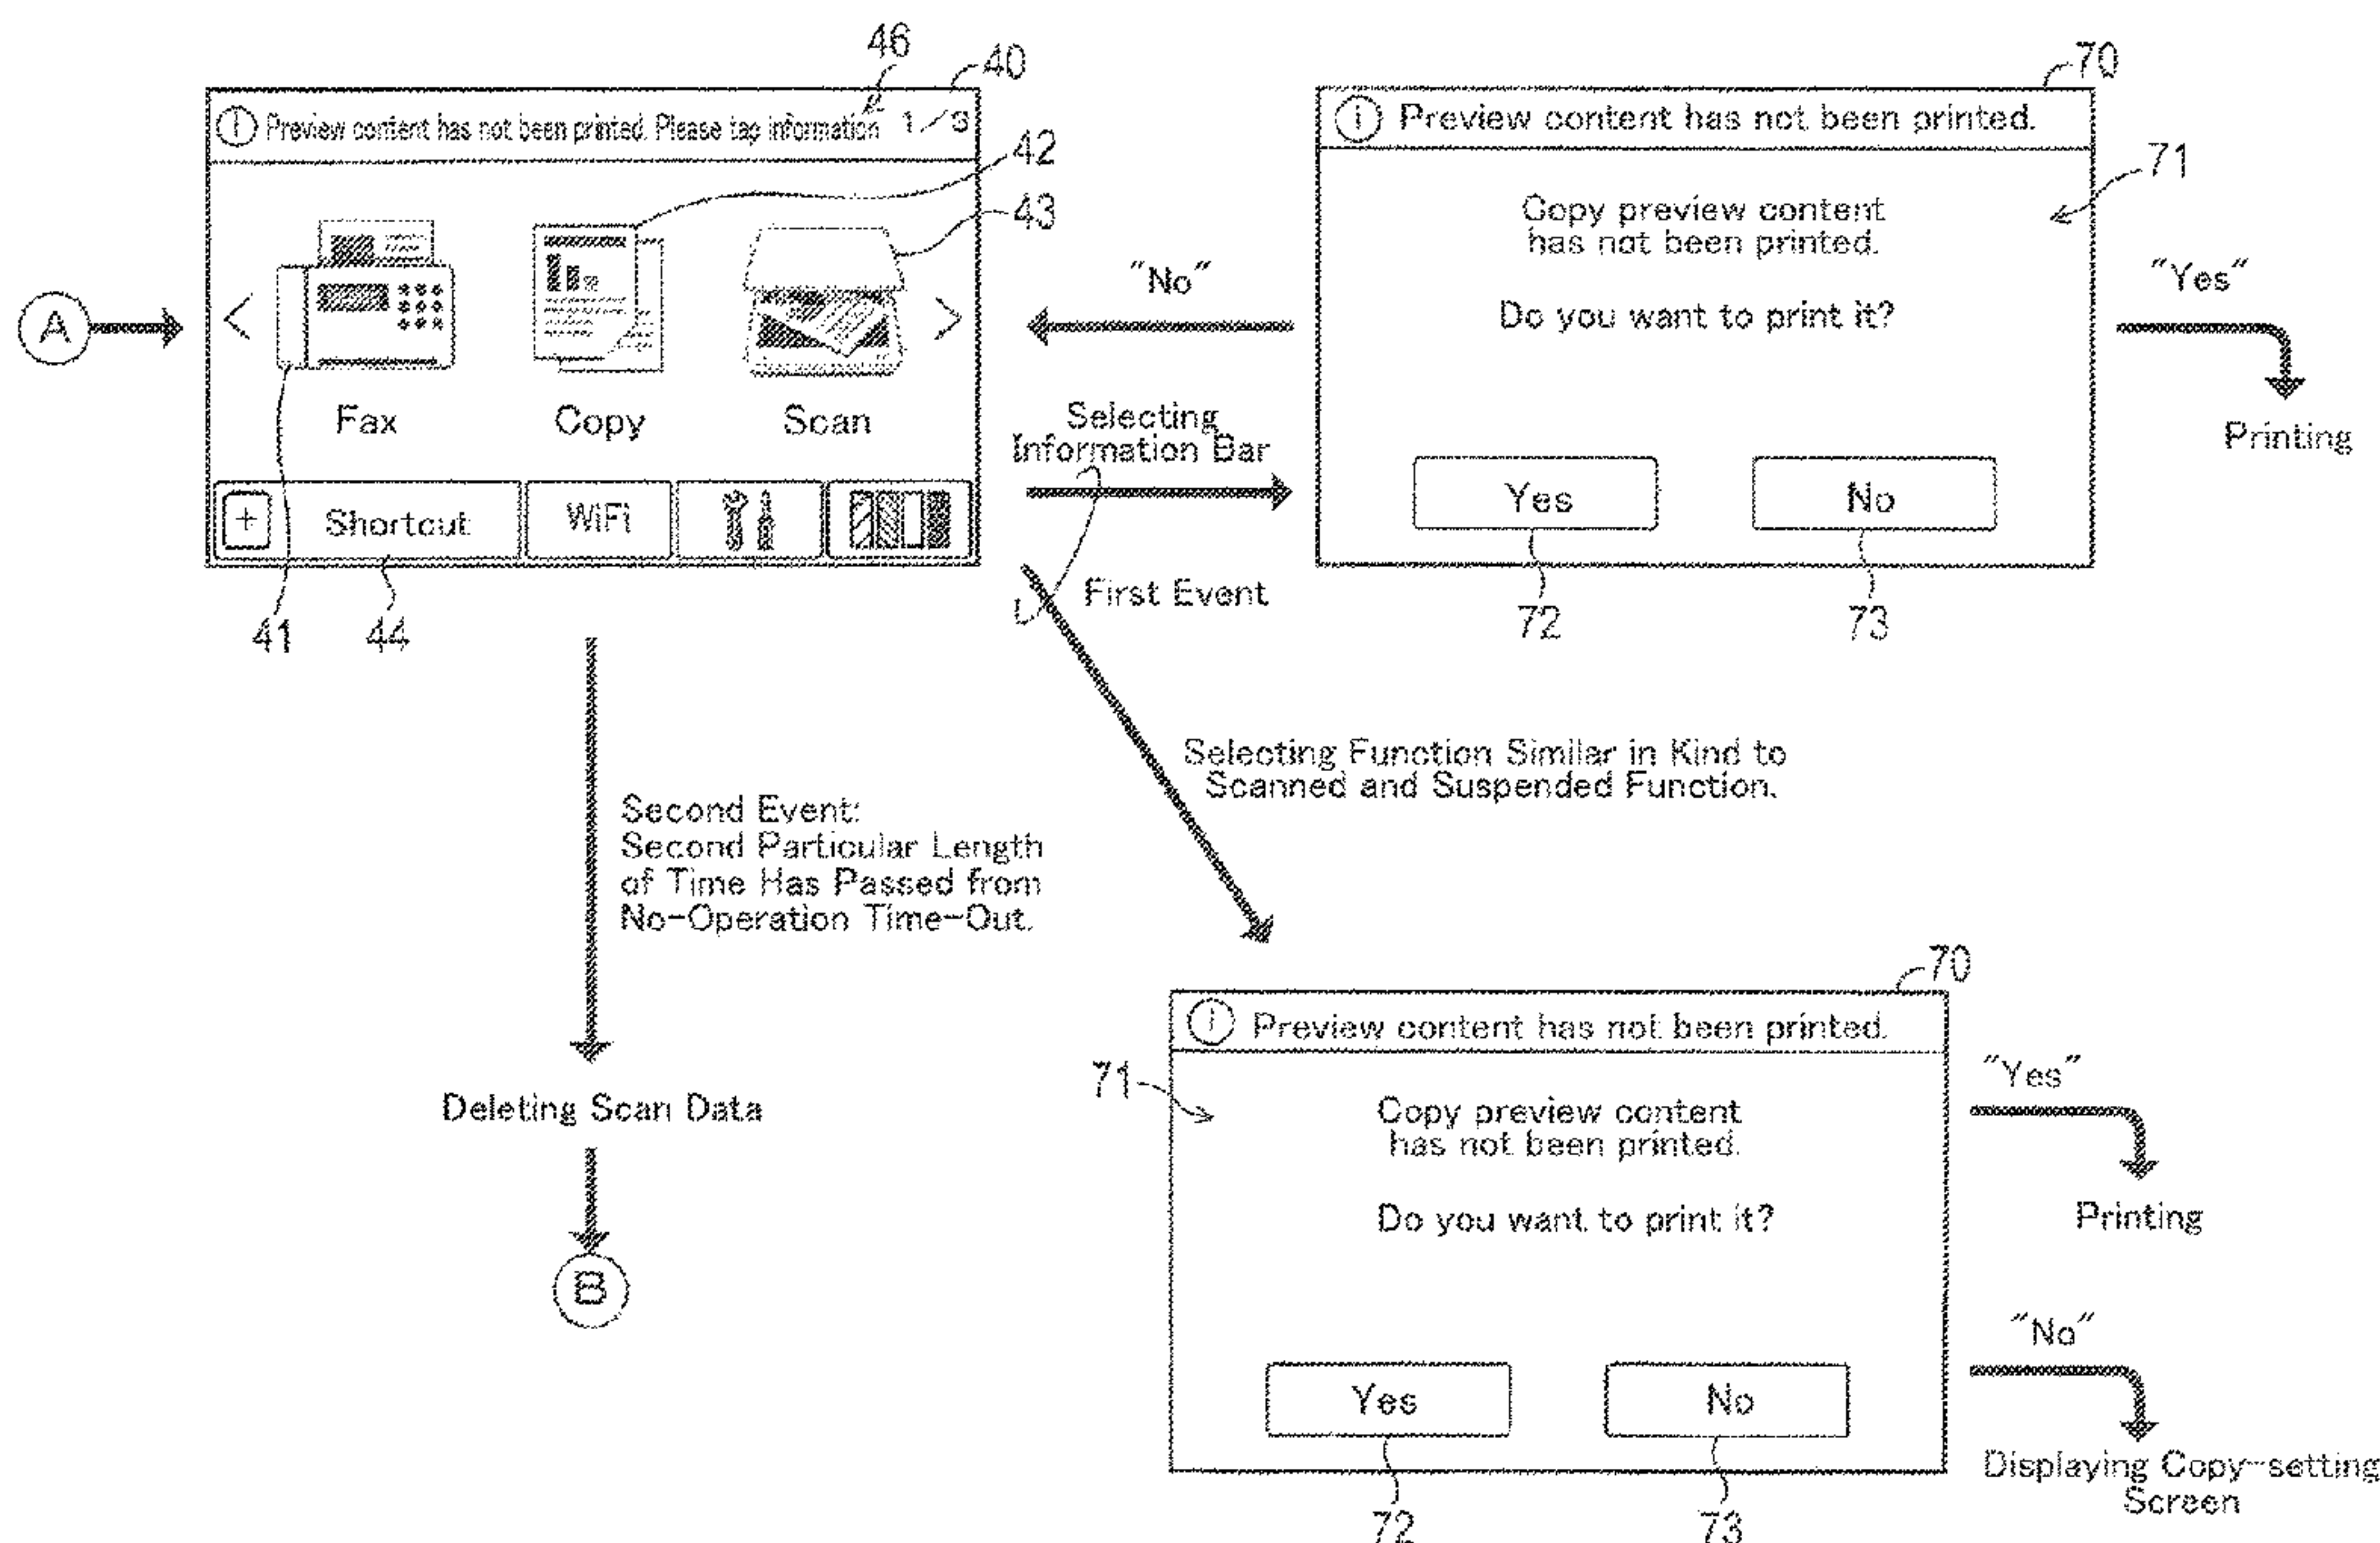 46
40
Preview content has not been printed. Please tap information 1/3
42
43
A
Fax
Copy
Scan
+
Shortcut
WiFi
41
44
"No"
Selecting
Information Bar
First Event
70
i Preview content has not been printed.
71
Copy preview content
has not been printed.
Do you want to print it?
Yes
No
72
73
"Yes"
Printing
Selecting Function Similar in Kind to
Scanned and Suspended Function.
Second Event:
Second Particular Length
of Time Has Passed from
No-Operation Time-Out.
Deleting Scan Data
B
70
i Preview content has not been printed.
71
Copy preview content
has not been printed.
Do you want to print it?
Yes
No
72
73
"Yes"
Printing
"No"
Displaying Copy-setting
Screen